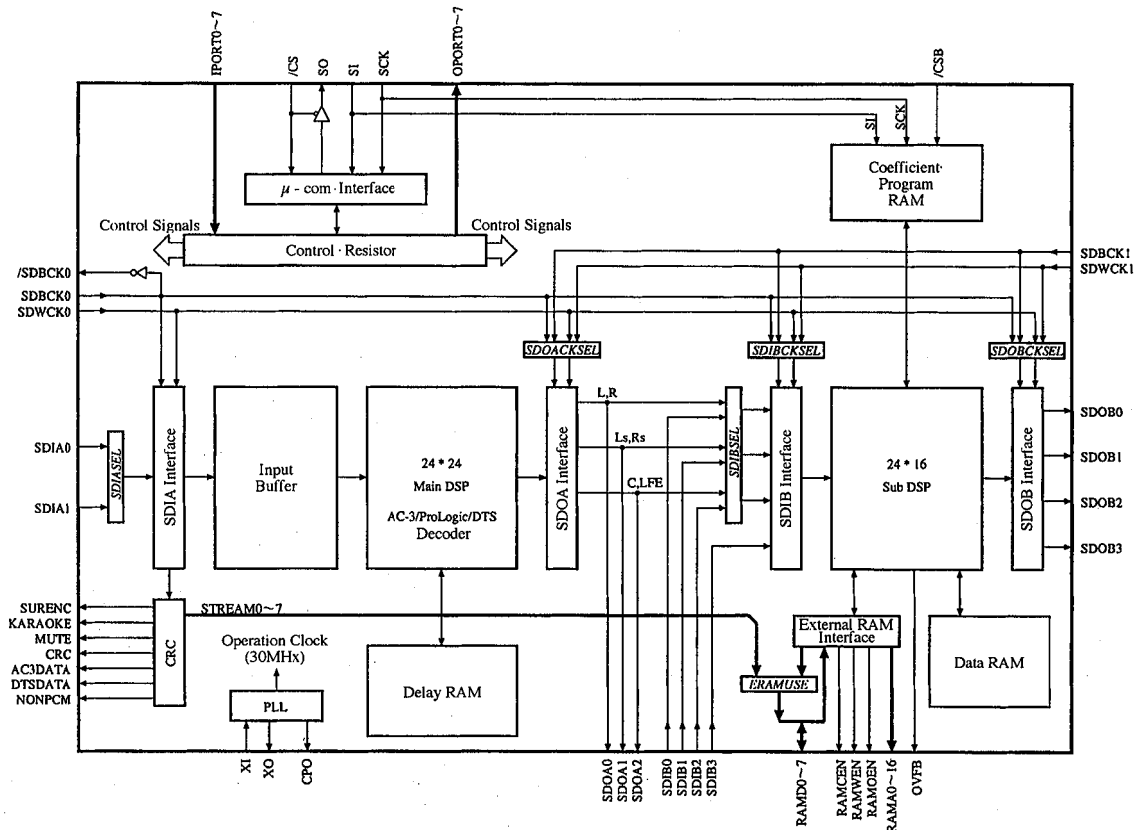 IPORT0~7
/CS
SO
SI
SCK
OPORT0~7
/CSB
SI
SCK
Coefficient·
Program
RAM
μ - com · Interface
Control Signals
Control Signals
Control · Resistor
/SDBCK0
SDBCK0
SDWCK0
SDBCK1
SDWCK1
SDOACKSEL
SDIBCKSEL
SDOBCKSEL
SDIA0
SDIA1
SDIASEL
SDIA Interface
Input
Buffer
24 * 24
Main DSP
AC-3/ProLogic/DTS
Decoder
SDOA Interface
L,R
Ls,Rs
C,LFE
SDIBSEL
SDIB Interface
24 * 16
Sub DSP
SDOB Interface
SDOB0
SDOB1
SDOB2
SDOB3
SURENC
KARAOKE
MUTE
CRC
AC3DATA
DTSDATA
NONPCM
CRC
STREAM0~7
Operation Clock
(30MHx)
PLL
Delay RAM
External RAM
Interface
ERAMUSE
Data RAM
XI
XO
CPO
SDOA0
SDOA1
SDOA2
SDIB0
SDIB1
SDIB2
SDIB3
RAMD0~7
RAMCEN
RAMWEN
RAMOEN
RAMA0~16
OVFB